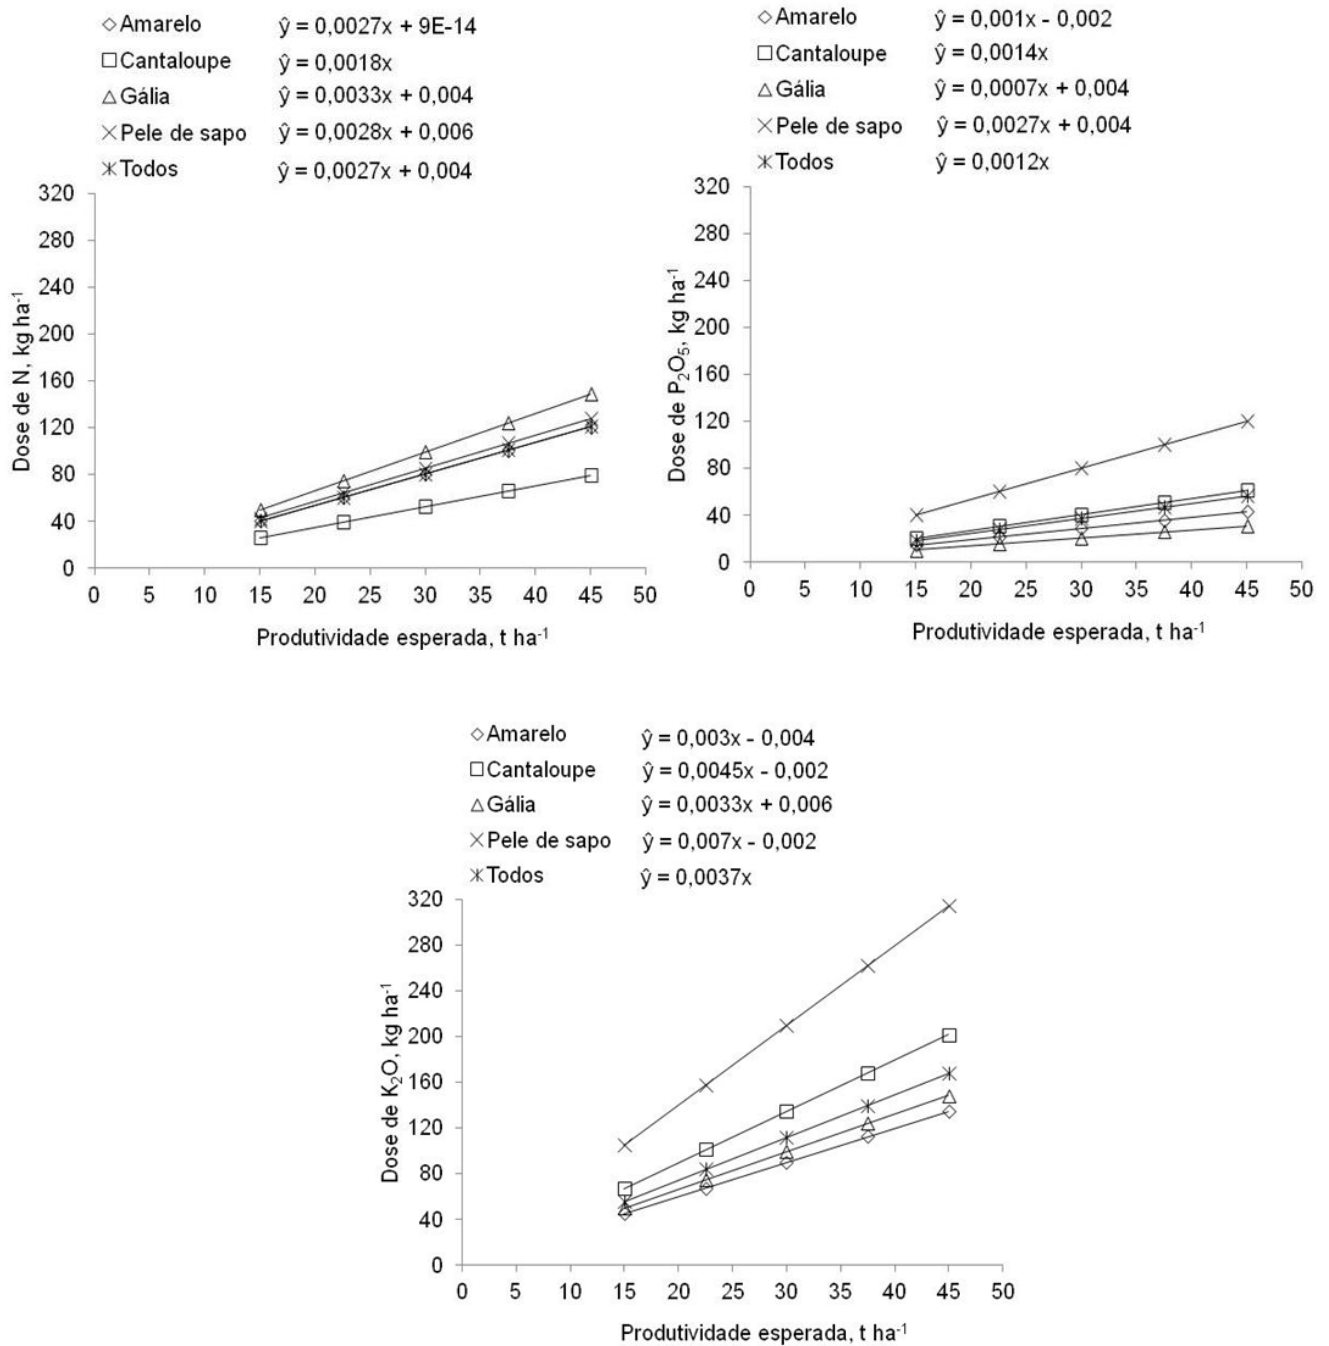 Amarelo ŷ = 0,0027x + 9E-14
Cantaloupe ŷ = 0,0018x
Gália ŷ = 0,0033x + 0,004
Pele de sapo ŷ = 0,0028x + 0,006
Todos ŷ = 0,0027x + 0,004
320
280
240
200
160
120
80
40
0
Dose de N, kg ha⁻¹
0 5 10 15 20 25 30 35 40 45 50
Produtividade esperada, t ha⁻¹
Amarelo ŷ = 0,001x - 0,002
Cantaloupe ŷ = 0,0014x
Gália ŷ = 0,0007x + 0,004
Pele de sapo ŷ = 0,0027x + 0,004
Todos ŷ = 0,0012x
320
280
240
200
160
120
80
40
0
Dose de P₂O₅, kg ha⁻¹
0 5 10 15 20 25 30 35 40 45 50
Produtividade esperada, t ha⁻¹
Amarelo ŷ = 0,003x - 0,004
Cantaloupe ŷ = 0,0045x - 0,002
Gália ŷ = 0,0033x + 0,006
Pele de sapo ŷ = 0,007x - 0,002
Todos ŷ = 0,0037x
320
280
240
200
160
120
80
40
0
Dose de K₂O, kg ha⁻¹
0 5 10 15 20 25 30 35 40 45 50
Produtividade esperada, t ha⁻¹